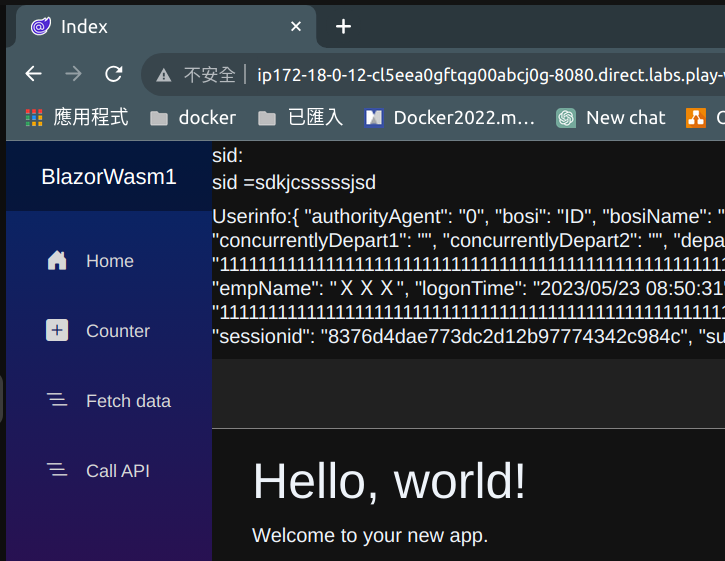 Index
不安全 ip172-18-0-12-cl5eea0gftqg00abcj0g-8080.direct.labs.play-
應用程式 docker 已匯入 Docker2022.m... New chat
BlazorWasm1
Home
Counter
Fetch data
Call API
sid:
sid =sdkjcsssssjsd
Userinfo:{ "authorityAgent": "0", "bosi": "ID", "bosiName": "
"concurrentlyDepart1": "", "concurrentlyDepart2": "", "depa
"empName": "ＸＸＸ", "logonTime": "2023/05/23 08:50:31"
"sessionid": "8376d4dae773dc2d12b97774342c984c", "su
Hello, world!
Welcome to your new app.